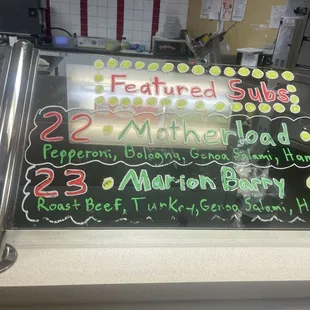 Featured Subs
22 Motherload
Pepperoni, Bologna, Genoa Salami, Ham
23 Marion Barry
Roast Beef, Turkey, Genoa Salami, H